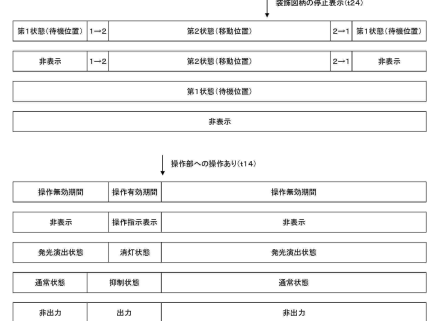 装飾図柄の停止表示(t24)
第1状態(待機位置) 1→2 第2状態(移動位置) 2→1 第1状態(待機位置)
非表示 1→2 第2状態(移動位置) 2→1 非表示
第1状態(待機位置)
非表示
操作部への操作あり(t14)
操作無効期間 操作有効期間 操作無効期間
非表示 操作指示表示 非表示
発光演出状態 消灯状態 発光演出状態
通常状態 抑制状態 通常状態
非出力 出力 非出力